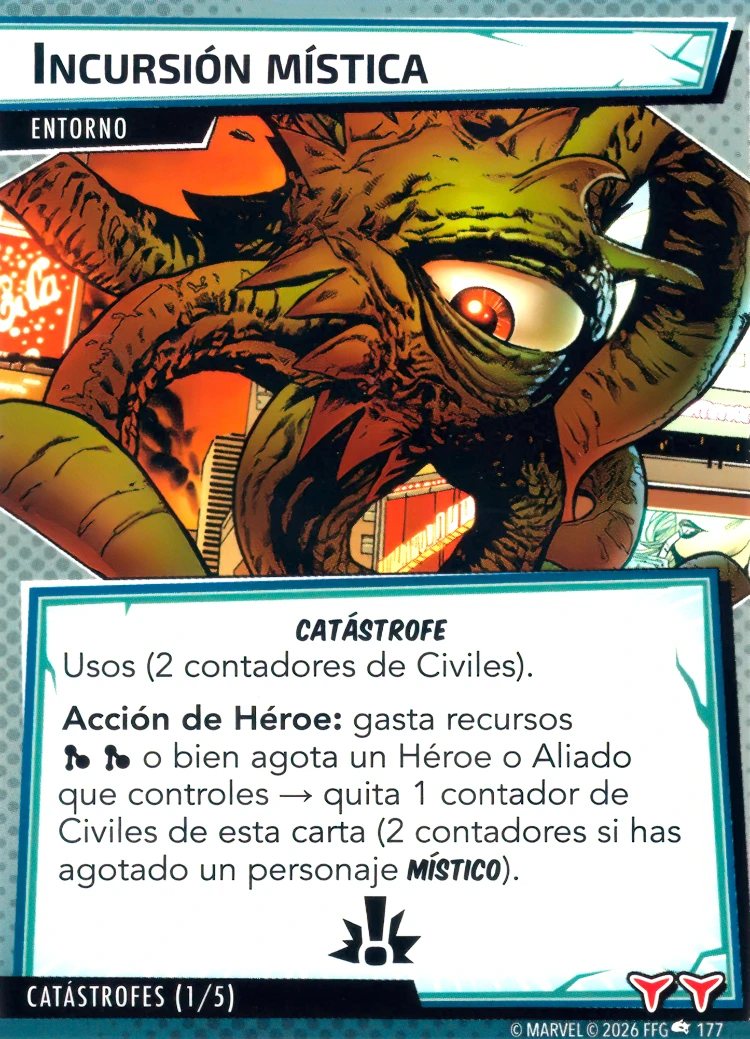 INCURSIÓN MÍSTICA
ENTORNO
CATÁSTROFE
Usos (2 contadores de Civiles).
Acción de Héroe: gasta recursos
o bien agota un Héroe o Aliado
que controles → quita 1 contador de
Civiles de esta carta (2 contadores si has
agotado un personaje MÍSTICO).
CATÁSTROFES (1/5)
© MARVEL © 2026 FFG 177